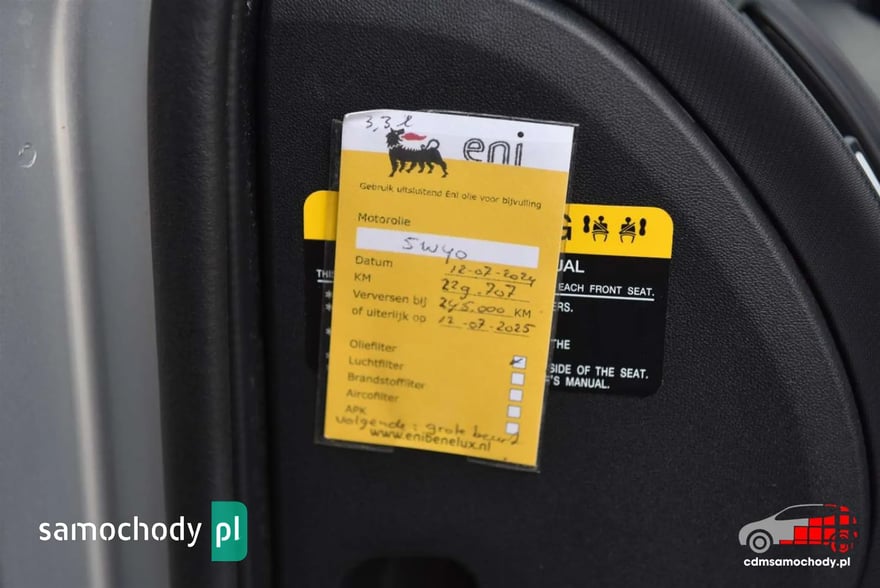 3,3 l
eni
Gebruik uitsluitend Eni olie voor bijvulling
Motorolie
5W40
Datum 12-07-2024
KM 229.707
Verversen bij 245.000 KM
of uiterlijk op 12-07-2025
Oliefilter
Luchtfilter
Brandstoffilter
Aircofilter
APK
Volgende: grote beurt
www.enibenelux.nl
G
UAL
THIS
EACH FRONT SEAT.
ERS.
THE
SIDE OF THE SEAT.
'S MANUAL.
samochody pl
cdmsamochody.pl